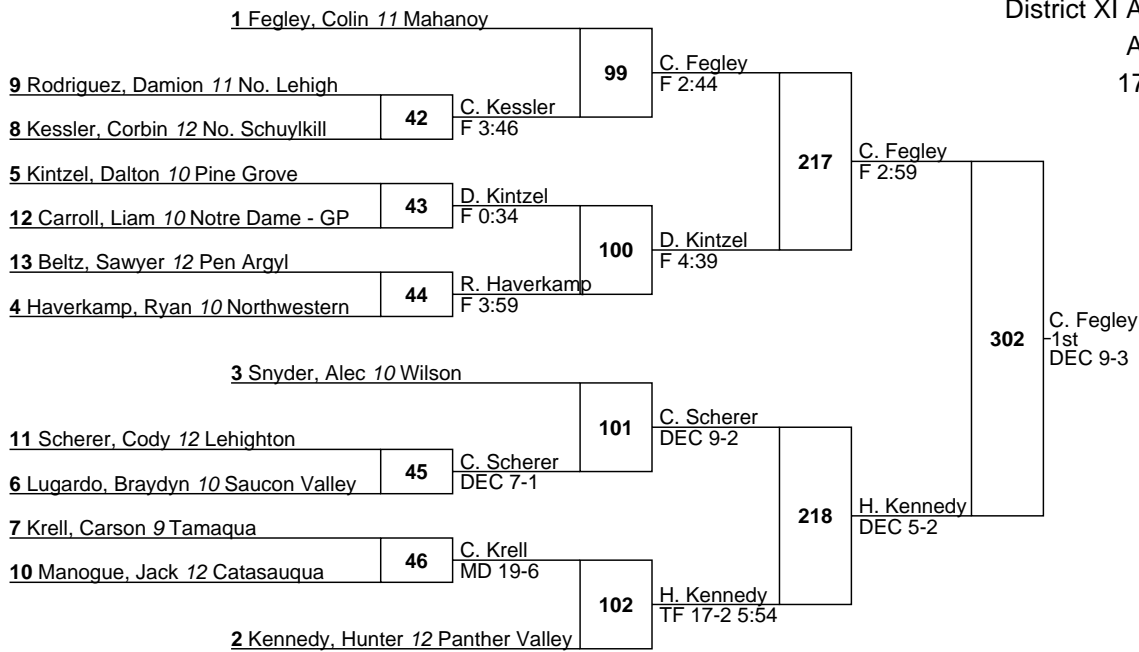 District XI A
A
17
1 Fegley, Colin 11 Mahanoy
99
C. Fegley
F 2:44
9 Rodriguez, Damion 11 No. Lehigh
42
C. Kessler
F 3:46
8 Kessler, Corbin 12 No. Schuylkill
217
C. Fegley
F 2:59
5 Kintzel, Dalton 10 Pine Grove
43
D. Kintzel
F 0:34
12 Carroll, Liam 10 Notre Dame - GP
100
D. Kintzel
F 4:39
13 Beltz, Sawyer 12 Pen Argyl
44
R. Haverkamp
F 3:59
4 Haverkamp, Ryan 10 Northwestern
302
C. Fegley
1st
DEC 9-3
3 Snyder, Alec 10 Wilson
101
C. Scherer
DEC 9-2
11 Scherer, Cody 12 Lehighton
45
C. Scherer
DEC 7-1
6 Lugardo, Braydyn 10 Saucon Valley
218
H. Kennedy
DEC 5-2
7 Krell, Carson 9 Tamaqua
46
C. Krell
MD 19-6
10 Manogue, Jack 12 Catasauqua
102
H. Kennedy
TF 17-2 5:54
2 Kennedy, Hunter 12 Panther Valley